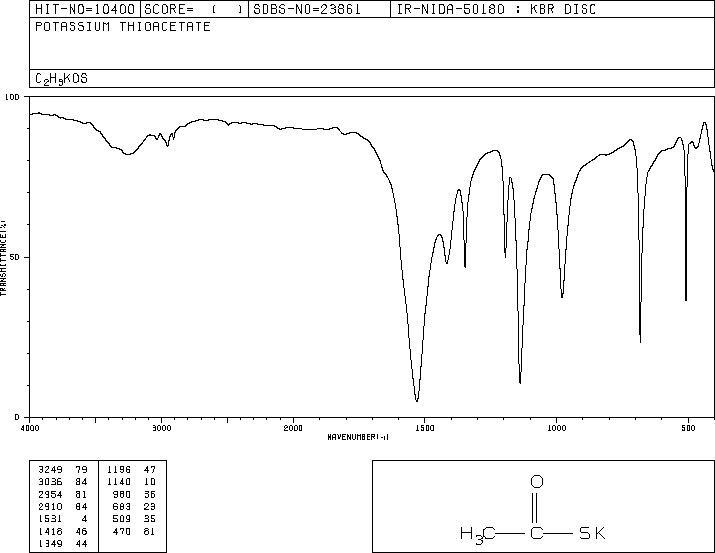 HIT-NO=10400 SCORE= ( ) SDBS-NO=23861 IR-NIDA-50180 : KBR DISC
POTASSIUM THIOACETATE
C2H3KOS
100
TRANSMITTANCE(%)
50
0
4000 3000 2000 1500 1000 500
WAVENUMBER(-1)
3249 79 1196 47
3036 84 1140 10
2954 81 980 36
2910 84 683 23
1531 4 509 35
1418 46 470 81
1349 44
O
H3C C SK